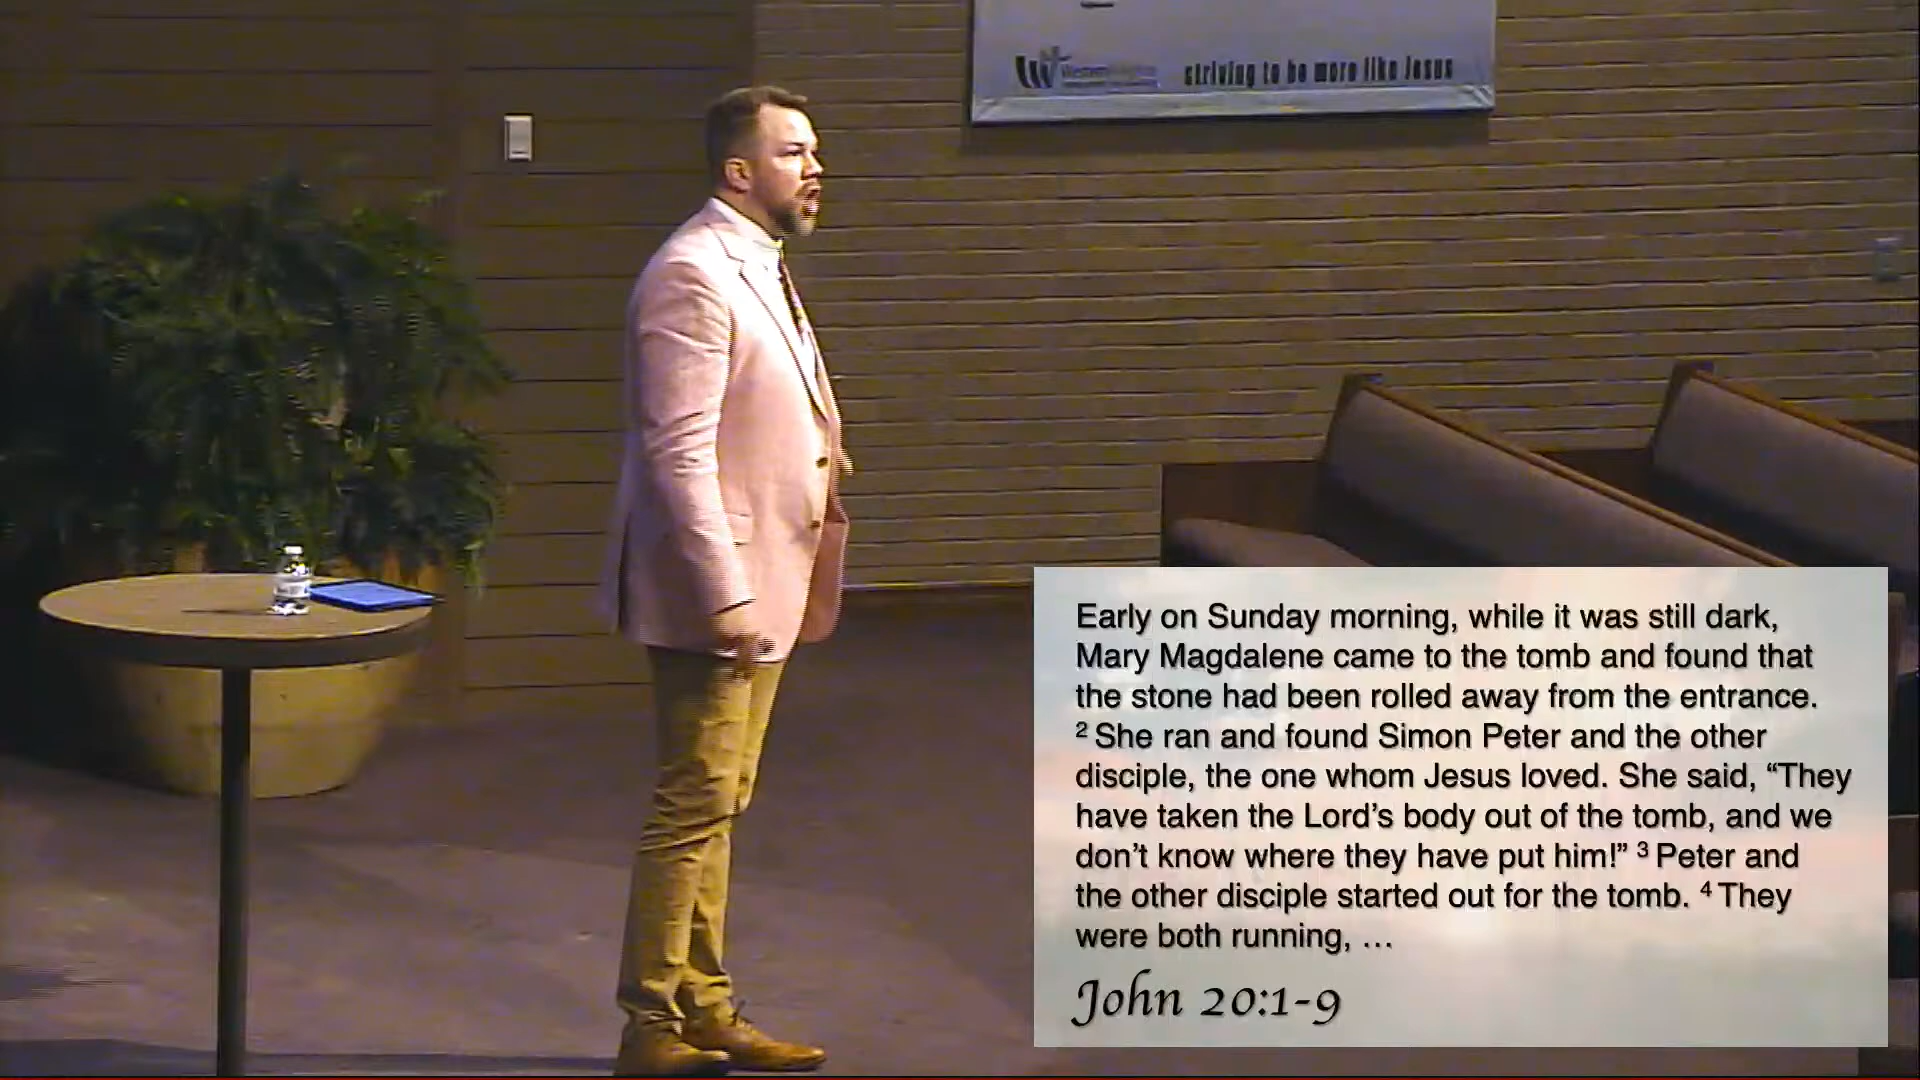 striving to be more like Jesus
Early on Sunday morning, while it was still dark,
Mary Magdalene came to the tomb and found that
the stone had been rolled away from the entrance.
² She ran and found Simon Peter and the other
disciple, the one whom Jesus loved. She said, “They
have taken the Lord’s body out of the tomb, and we
don’t know where they have put him!” ³ Peter and
the other disciple started out for the tomb. ⁴ They
were both running, …
John 20:1-9